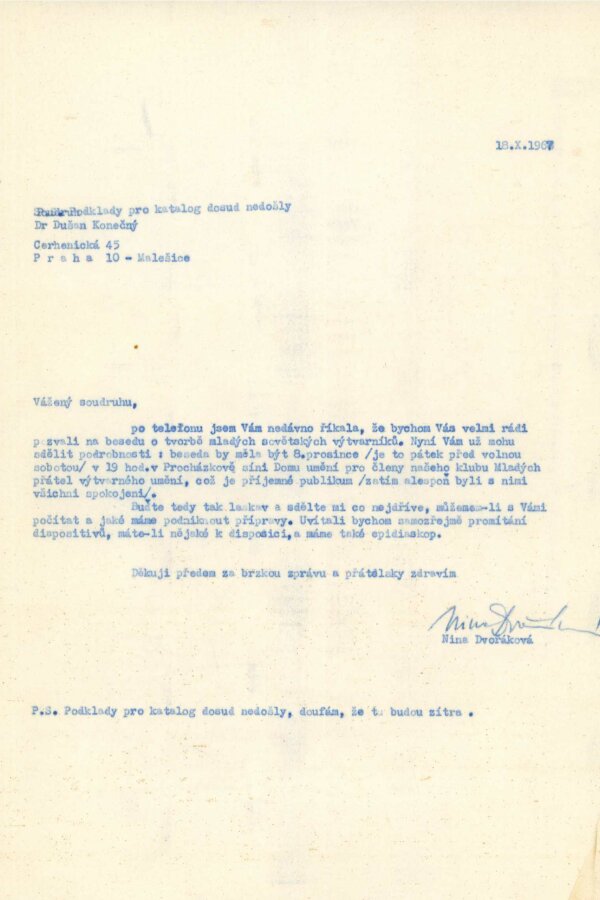 18.X.1967
Podklady pro katalog dosud nedošly
Dr Dušan Konečný
Cerhenická 45
P r a h a  10 - Malešice
Vážený soudruhu,
po telefonu jsem Vám nedávno říkala, že bychom Vás velmi rádi
pozvali na besedu o tvorbě mladých sovětských výtvarníků. Nyní Vám už mohu
sdělit podrobnosti : beseda by měla být 8.prosince /je to pátek před volnou
sobotou/ v 19 hod.v Procházkově síni Domu umění pro členy našeho klubu Mladých
přátel výtvarného umění, což je příjemné publikum /zatím alespoň byli s nimi
všichni spokojeni/.
Buďte tedy tak laskav a sdělte mi co nejdříve, můžeme-li s Vámi
počítat a jaké máme podniknout přípravy. Uvítali bychom samozřejmě promítání
dispositivů, máte-li nějaké k disposici,a máme také epidiaskop.
Děkuji předem za brzkou zprávu a přátelsky zdravím
Nina Dvořáková
P.S. Podklady pro katalog dosud nedošly, doufám, že tu budou zítra .